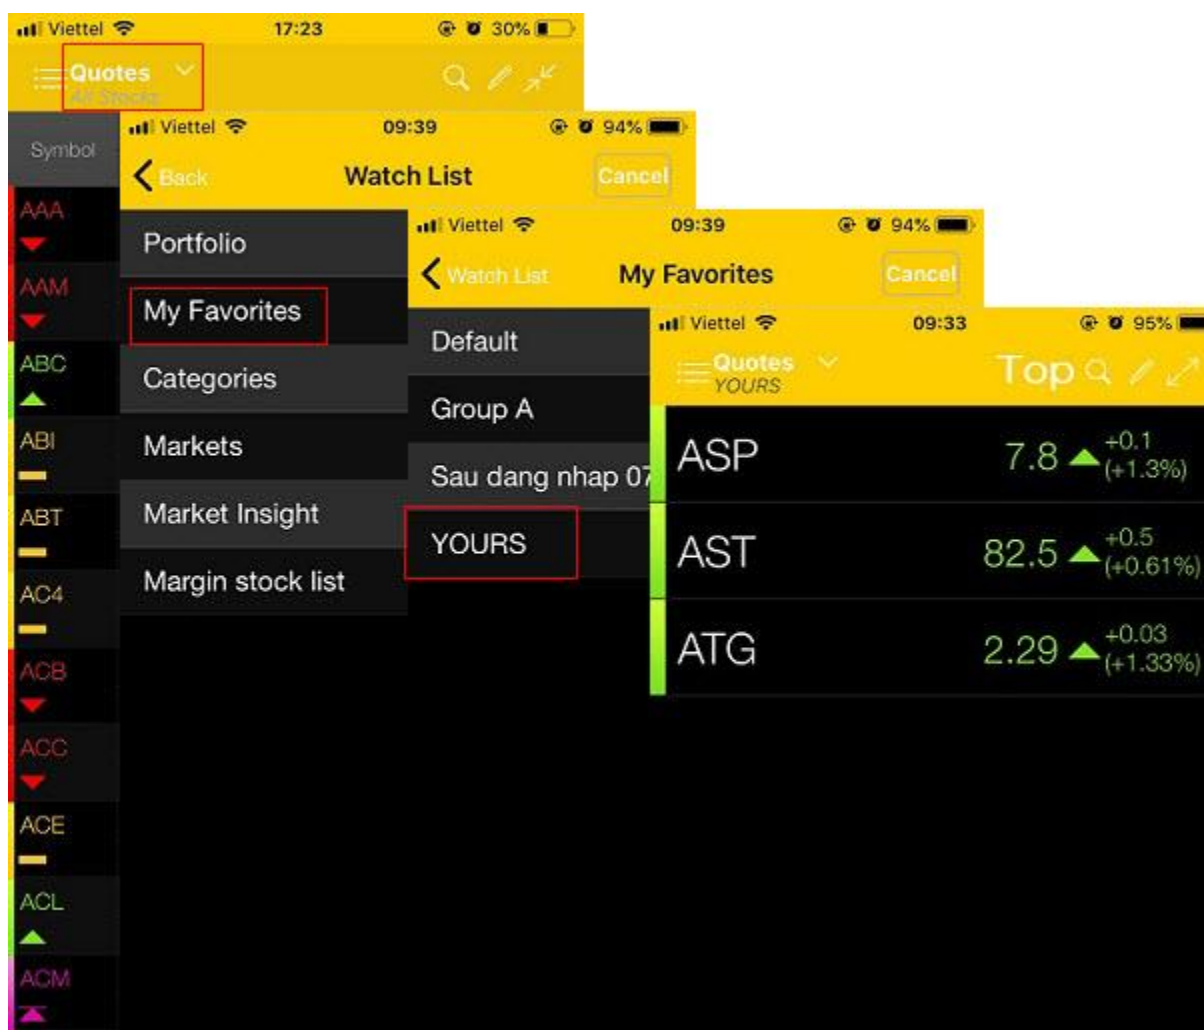 Viettel 17:23 30%
Quotes
All Stocks
Symbol
AAA
AAM
ABC
ABI
ABT
AC4
ACB
ACC
ACE
ACL
ACM
Viettel 09:39 94%
Back Watch List Cancel
Portfolio
My Favorites
Categories
Markets
Market Insight
Margin stock list
Viettel 09:39 94%
Watch List My Favorites Cancel
Default
Group A
Sau dang nhap 07
YOURS
Viettel 09:33 95%
Quotes Top
YOURS
ASP 7.8 +0.1
(+1.3%)
AST 82.5 +0.5
(+0.61%)
ATG 2.29 +0.03
(+1.33%)